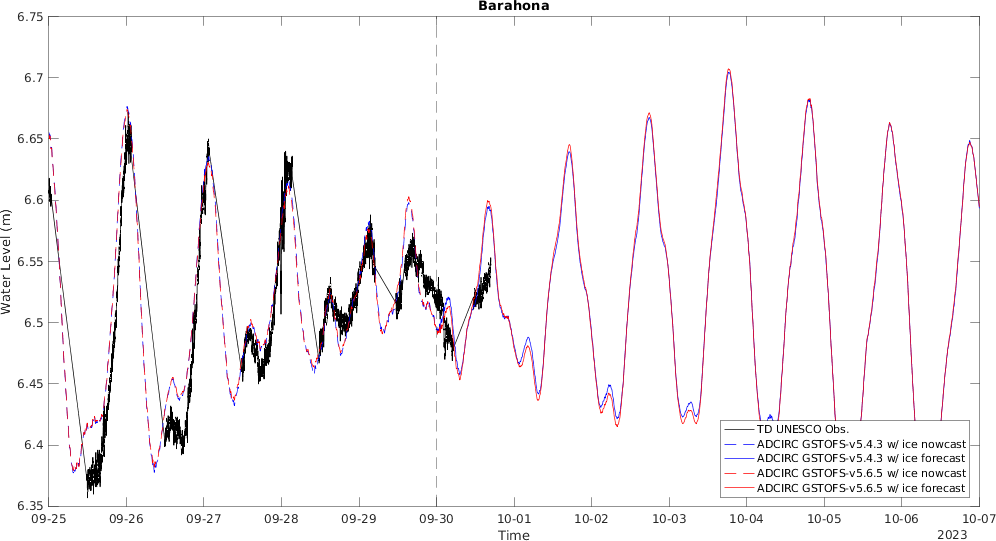 Barahona
6.75
6.7
6.65
6.6
6.55
6.5
6.45
6.4
6.35
Water Level (m)
09-25 09-26 09-27 09-28 09-29 09-30 10-01 10-02 10-03 10-04 10-05 10-06 10-07
Time
2023
TD UNESCO Obs.
ADCIRC GSTOFS-v5.4.3 w/ ice nowcast
ADCIRC GSTOFS-v5.4.3 w/ ice forecast
ADCIRC GSTOFS-v5.6.5 w/ ice nowcast
ADCIRC GSTOFS-v5.6.5 w/ ice forecast